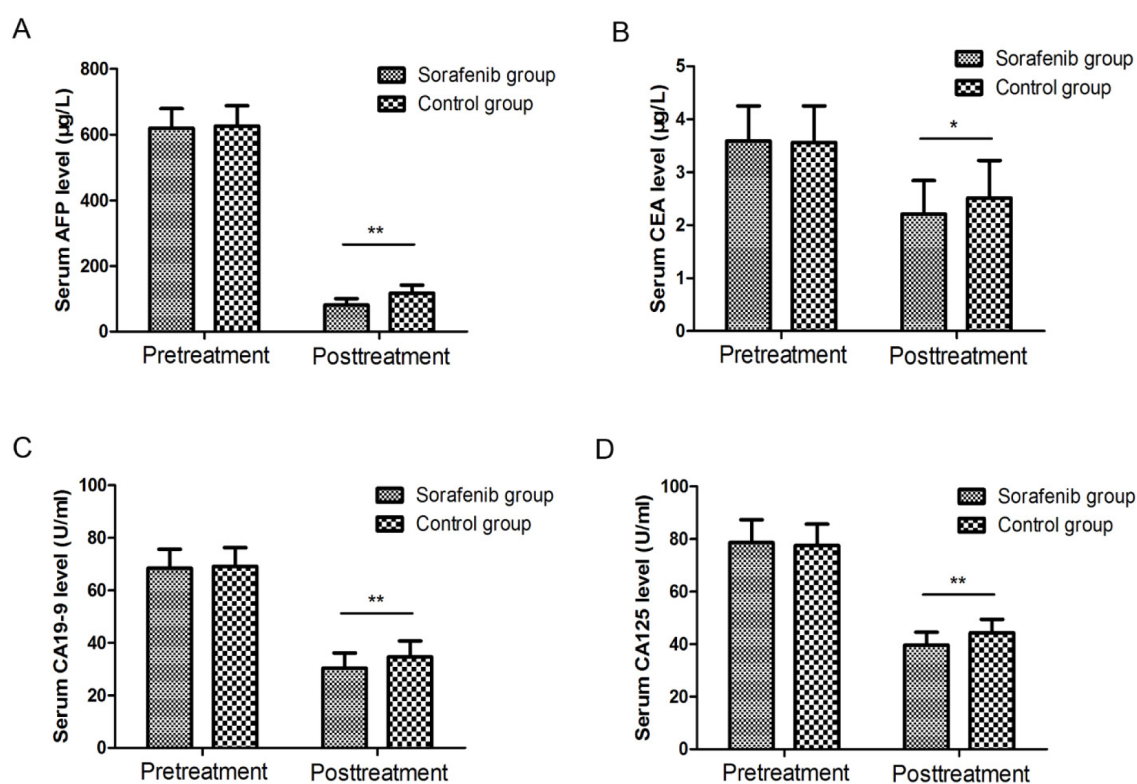 A
Serum AFP level (µg/L)
800
600
400
200
0
Sorafenib group
Control group
**
Pretreatment
Posttreatment
B
Serum CEA level (µg/L)
5
4
3
2
1
0
Sorafenib group
Control group
*
Pretreatment
Posttreatment
C
Serum CA19-9 level (U/ml)
100
80
60
40
20
0
Sorafenib group
Control group
**
Pretreatment
Posttreatment
D
Serum CA125 level (U/ml)
100
80
60
40
20
0
Sorafenib group
Control group
**
Pretreatment
Posttreatment